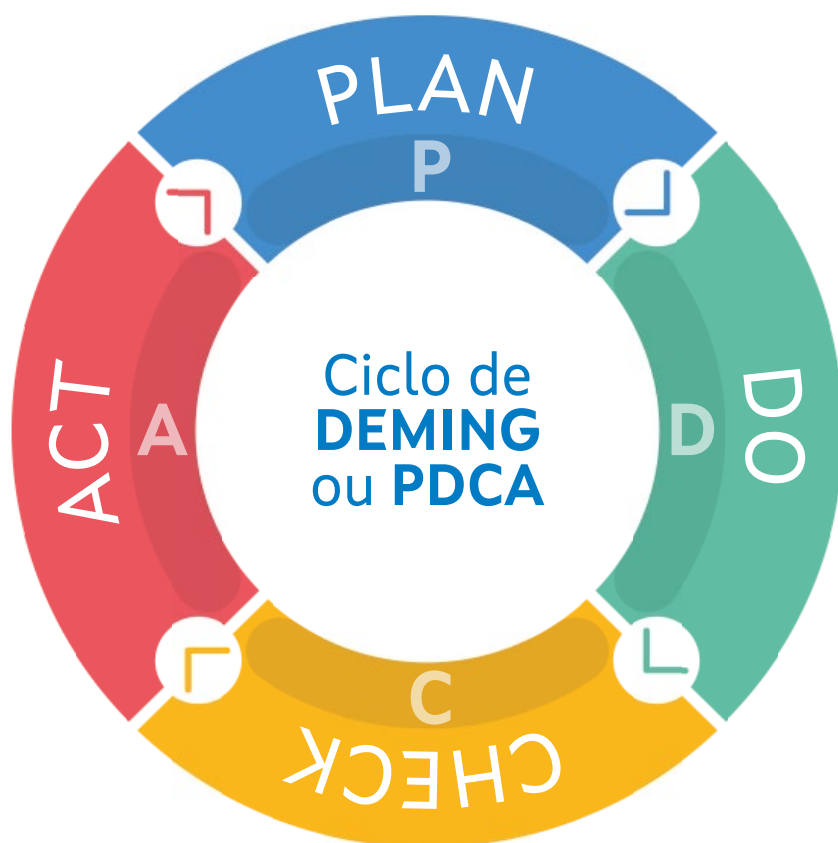 PLAN
P
DO
D
CHECK
C
ACT
A
Ciclo de
DEMING
ou PDCA